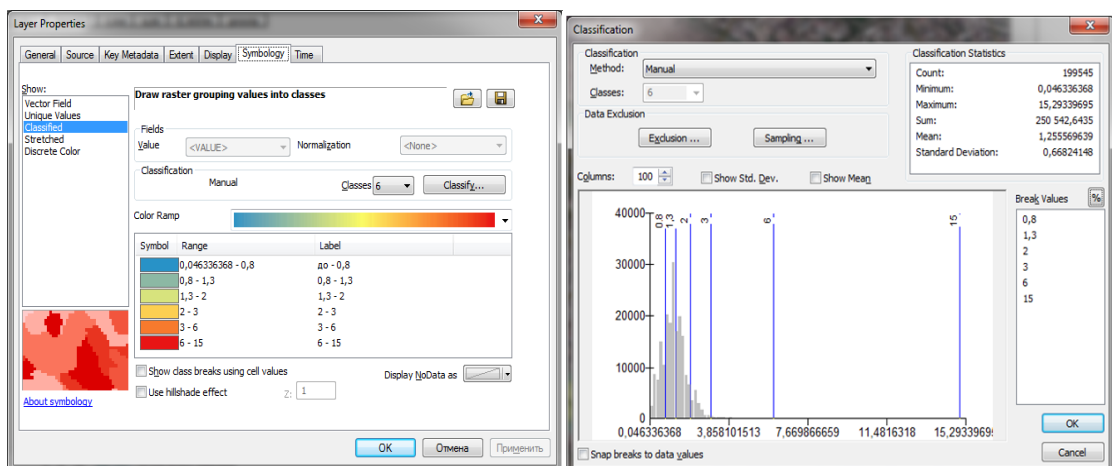 Layer Properties
General Source Key Metadata Extent Display Symbology Time
Show:
Vector Field
Unique Values
Classified
Stretched
Discrete Color
Draw raster grouping values into classes
Fields
Value <VALUE> Normalization <None>
Classification
Manual Classes 6 Classify...
Color Ramp
Symbol Range Label
0,046336368 - 0,8 до - 0,8
0,8 - 1,3 0,8 - 1,3
1,3 - 2 1,3 - 2
2 - 3 2 - 3
3 - 6 3 - 6
6 - 15 6 - 15
Show class breaks using cell values
Display NoData as
Use hillshade effect Z: 1
About symbology
OK Отмена Применить
Classification
Classification
Method: Manual
Classes: 6
Data Exclusion
Exclusion ... Sampling ...
Classification Statistics
Count: 199545
Minimum: 0,046336368
Maximum: 15,29339695
Sum: 250 542,6435
Mean: 1,255569639
Standard Deviation: 0,66824148
Columns: 100 Show Std. Dev. Show Mean
Break Values %
0,8
1,3
2
3
6
15
40000
30000
20000
10000
0
0,8 1,3 2 3 6 15
0,046336368 3,858101513 7,669866659 11,4816318 15,29339695
Snap breaks to data values
OK
Cancel